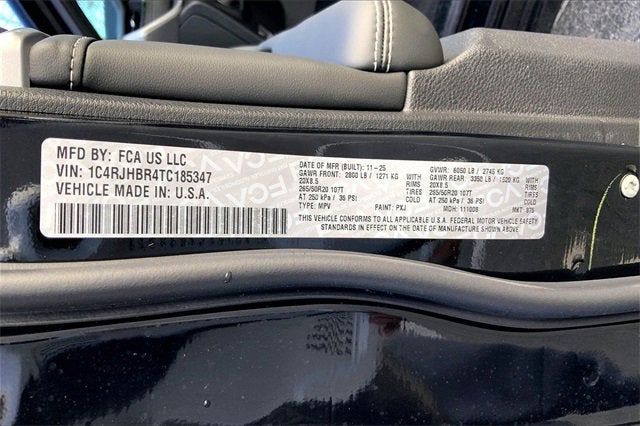 MFD BY: FCA US LLC
VIN: 1C4RJHBR4TC185347
VEHICLE MADE IN: U.S.A.
DATE OF MFR (BUILT): 11-25
GAWR FRONT: 2800 LB / 1271 KG
20X8.5 RIMS
265/50R20 107T TIRES
AT 250 kPa / 36 PSI COLD
TYPE: MPV PAINT: PXJ
GVWR: 6050 LB / 2745 KG
GAWR REAR: 3350 LB / 1520 KG
20X8.5 RIMS
265/50R20 107T TIRES
AT 250 kPa / 36 PSI COLD
MDH: 111008 MKT: 875
THIS VEHICLE CONFORMS TO ALL APPLICABLE U.S.A. FEDERAL MOTOR VEHICLE SAFETY
STANDARDS IN EFFECT ON THE DATE OF MANUFACTURE SHOWN ABOVE